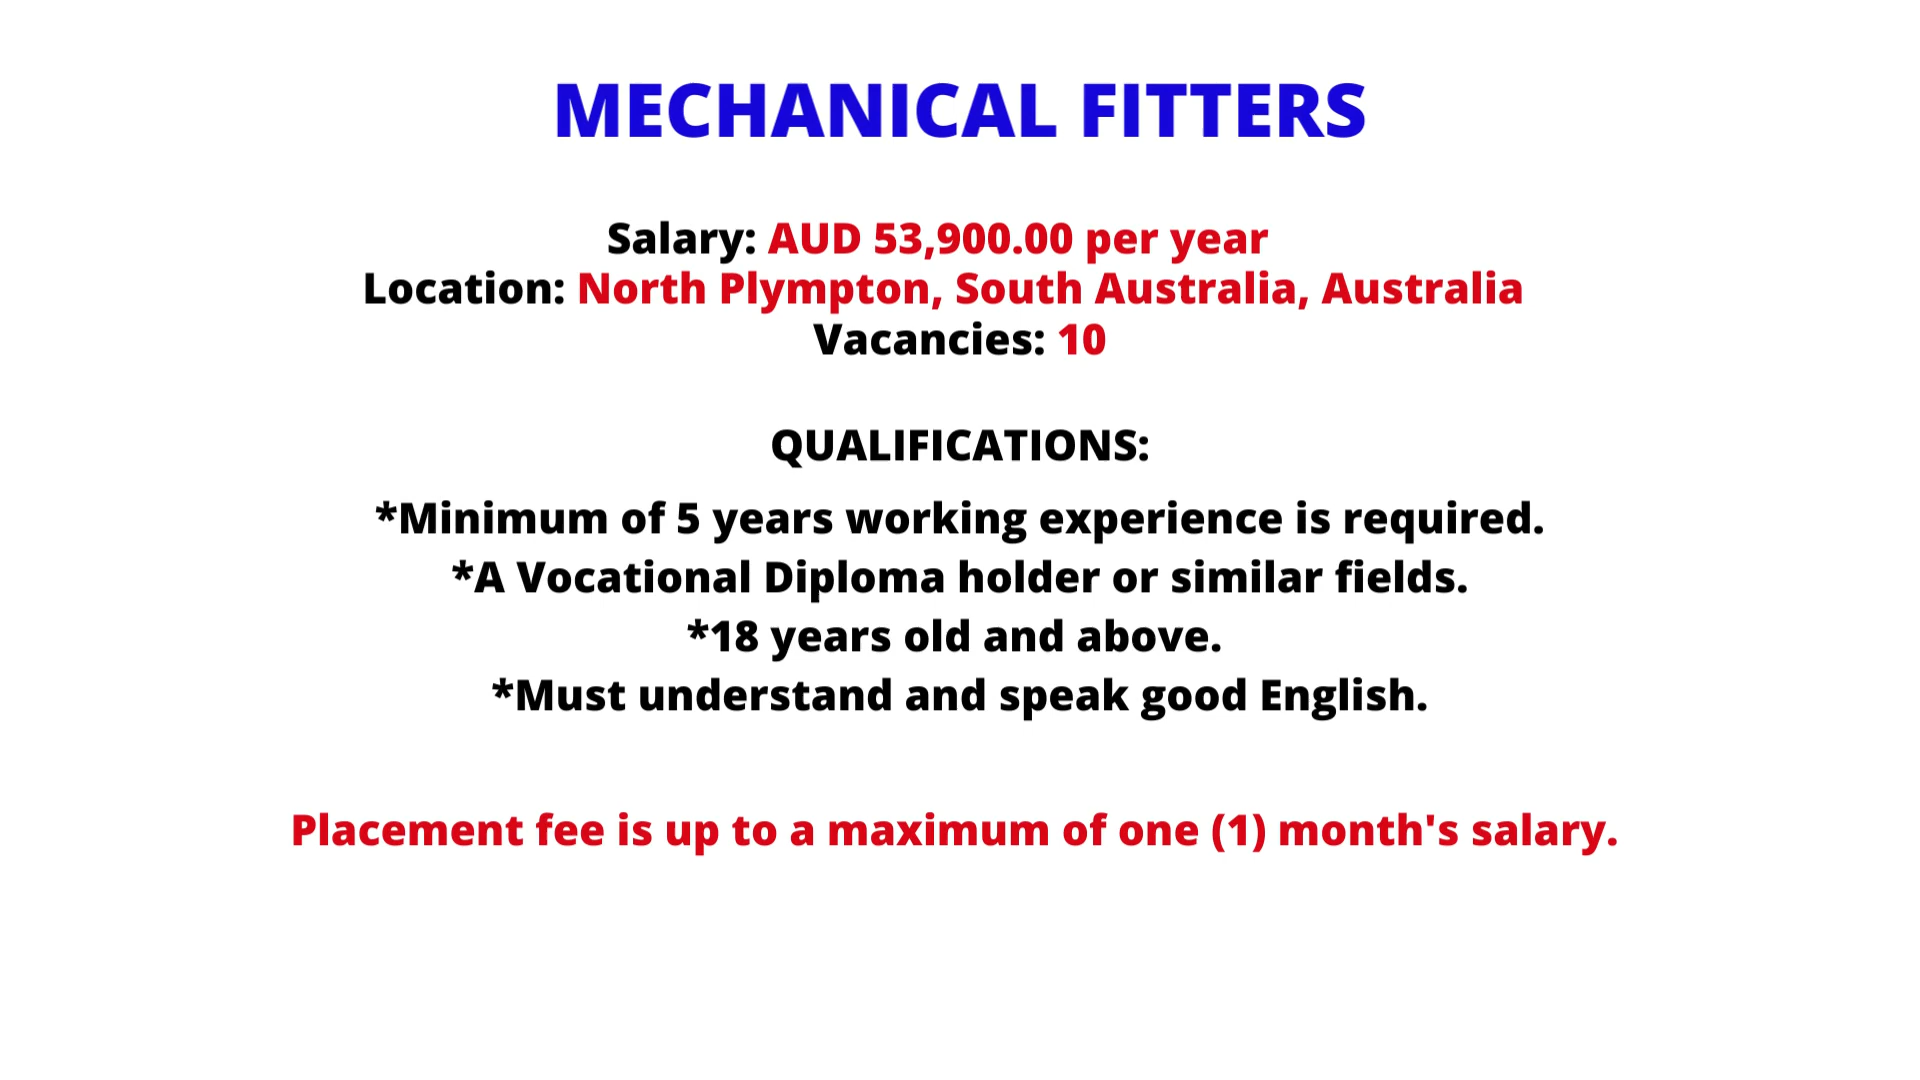 MECHANICAL FITTERS
Salary: AUD 53,900.00 per year
Location: North Plympton, South Australia, Australia
Vacancies: 10
QUALIFICATIONS:
*Minimum of 5 years working experience is required.
*A Vocational Diploma holder or similar fields.
*18 years old and above.
*Must understand and speak good English.
Placement fee is up to a maximum of one (1) month's salary.